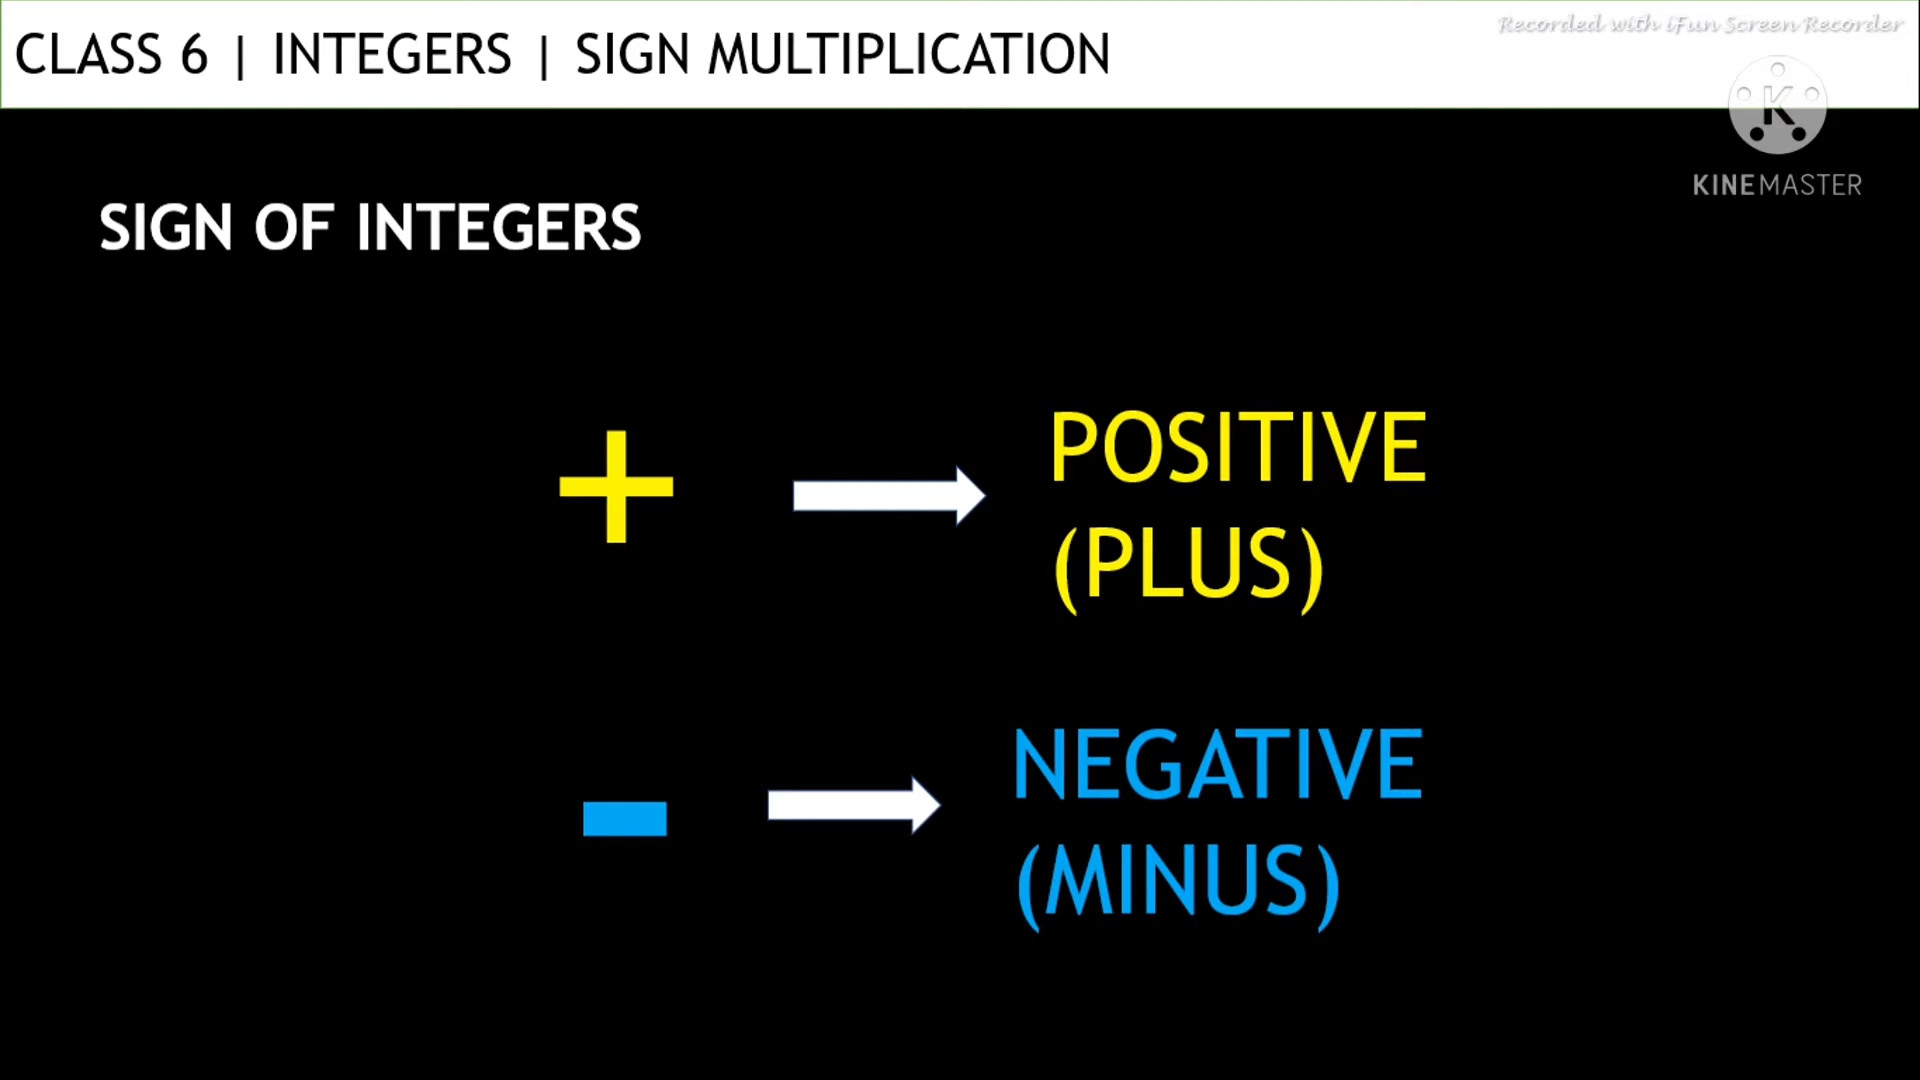 Recorded with iFun Screen Recorder
CLASS 6 | INTEGERS | SIGN MULTIPLICATION
K
KINEMASTER
SIGN OF INTEGERS
+ POSITIVE
(PLUS)
- NEGATIVE
(MINUS)